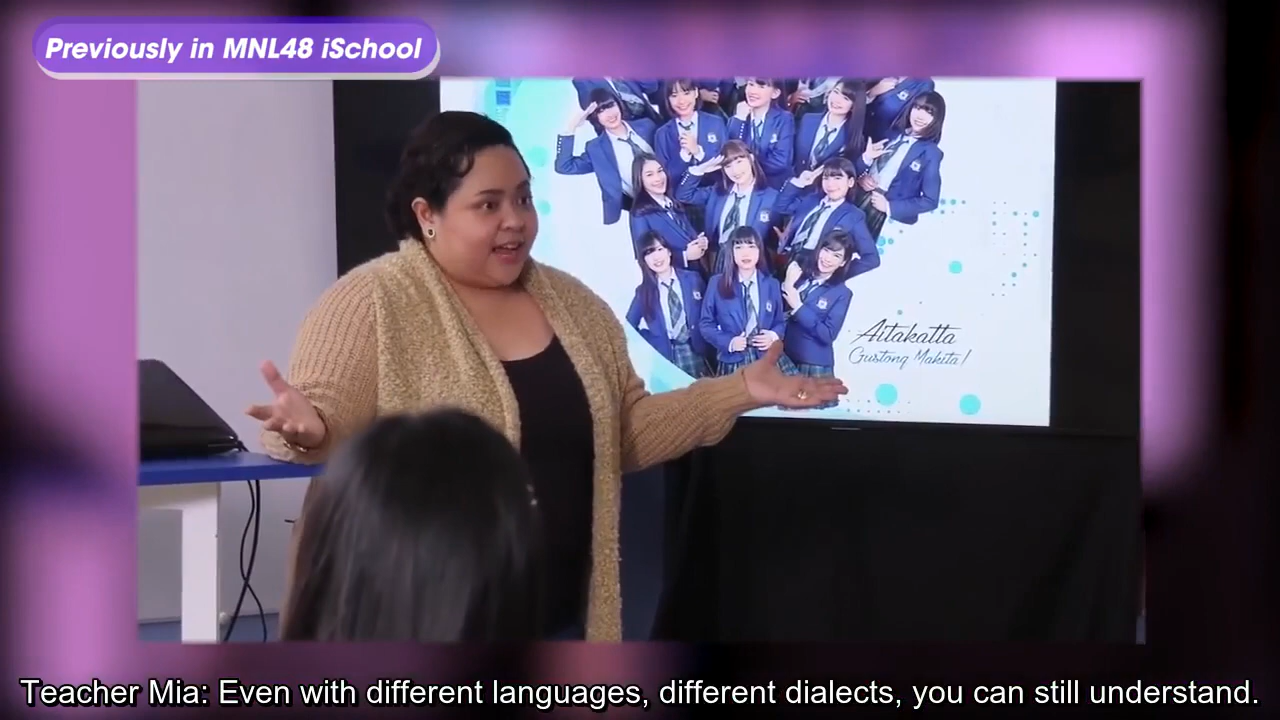 Previously in MNL48 iSchool
Aitakatta
Gustong Makita!
Teacher Mia: Even with different languages, different dialects, you can still understand.